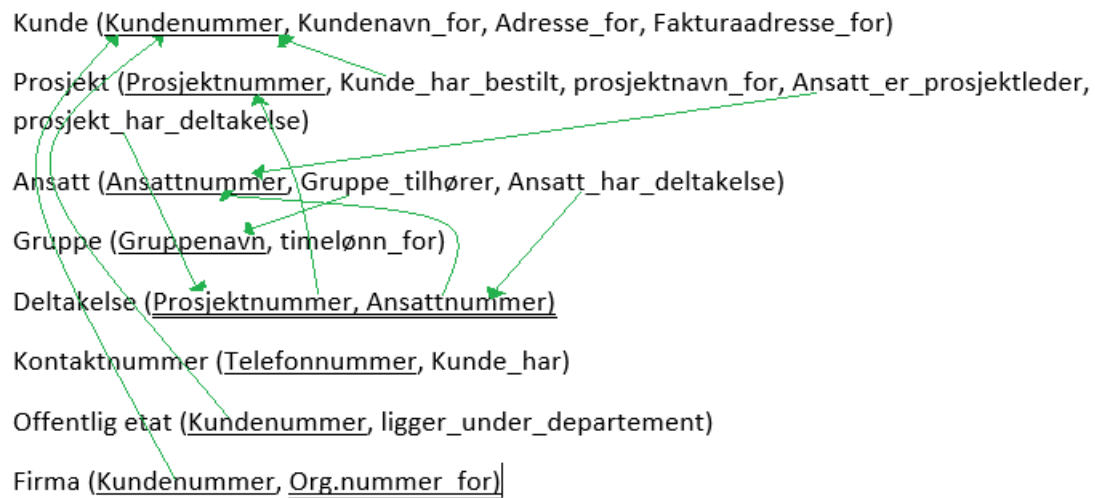 Kunde (Kundenummer, Kundenavn_for, Adresse_for, Fakturaadresse_for)
Prosjekt (Prosjektnummer, Kunde_har_bestilt, prosjektnavn_for, Ansatt_er_prosjektleder,
prosjekt_har_deltakelse)
Ansatt (Ansattnummer, Gruppe_tilhører, Ansatt_har_deltakelse)
Gruppe (Gruppenavn, timelønn_for)
Deltakelse (Prosjektnummer, Ansattnummer)
Kontaktnummer (Telefonnummer, Kunde_har)
Offentlig etat (Kundenummer, ligger_under_departement)
Firma (Kundenummer, Org.nummer_for)